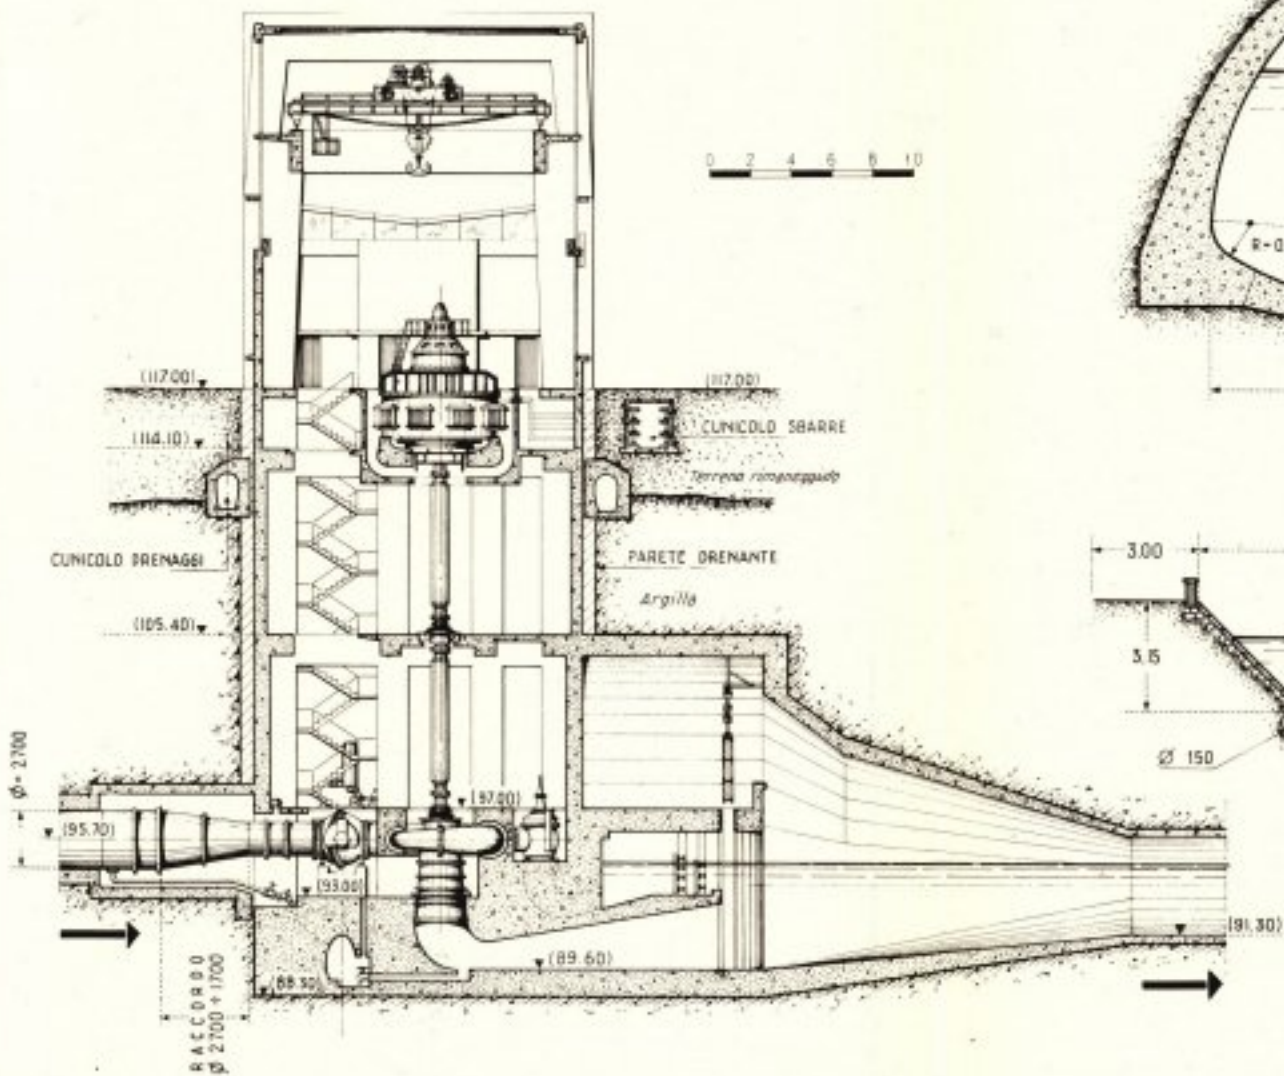 0 2 4 6 8 10
R=0
(117.00)
(117.00)
CUNICOLO SBARRE
(114.10)
Terreno rimaneggiato
CUNICOLO DRENAGGI
PARETE DRENANTE
Argilla
(105.40)
3.00
3.15
Ø 150
Φ=2700
(95.70)
(97.00)
(93.00)
(91.30)
(89.60)
(88.50)
RACCORDO
Ø 2700÷1700